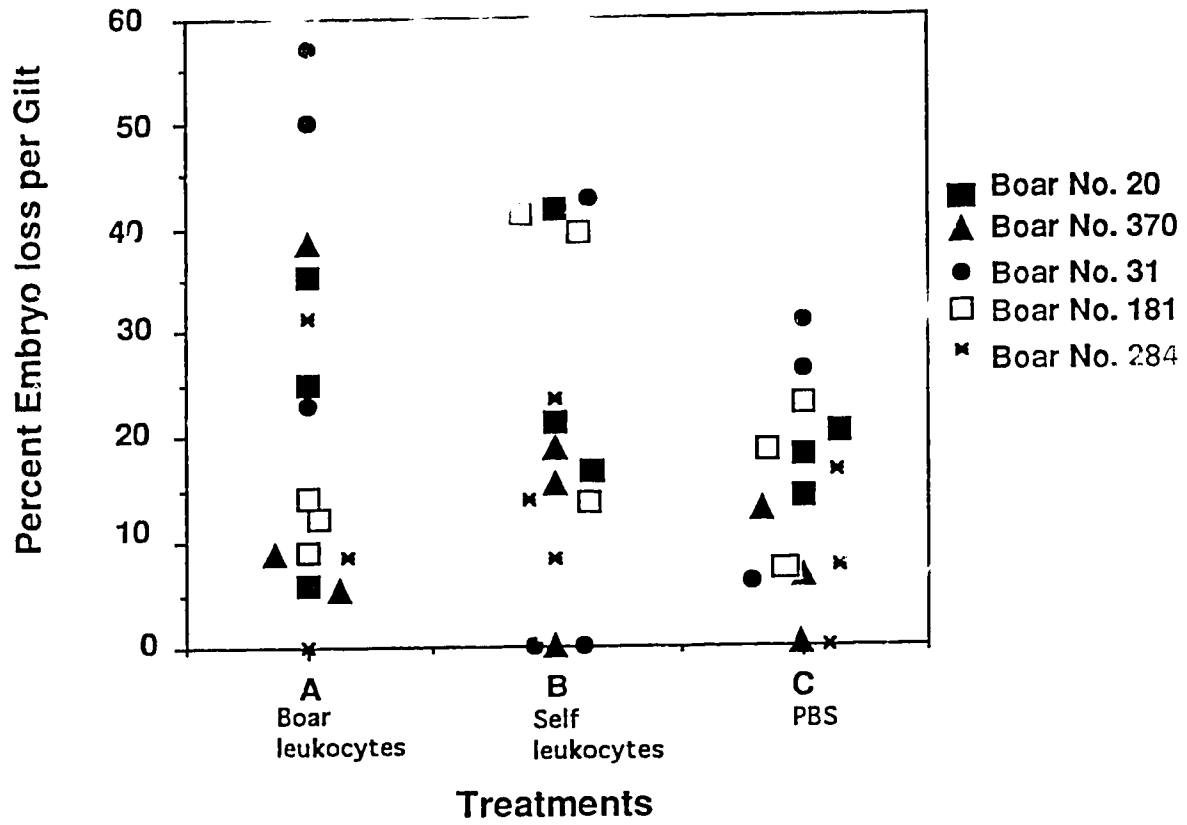 Percent Embryo loss per Gilt
60
50
40
30
20
10
0
A
Boar
leukocytes
B
Self
leukocytes
C
PBS
Treatments
Boar No. 20
Boar No. 370
Boar No. 31
Boar No. 181
Boar No. 284